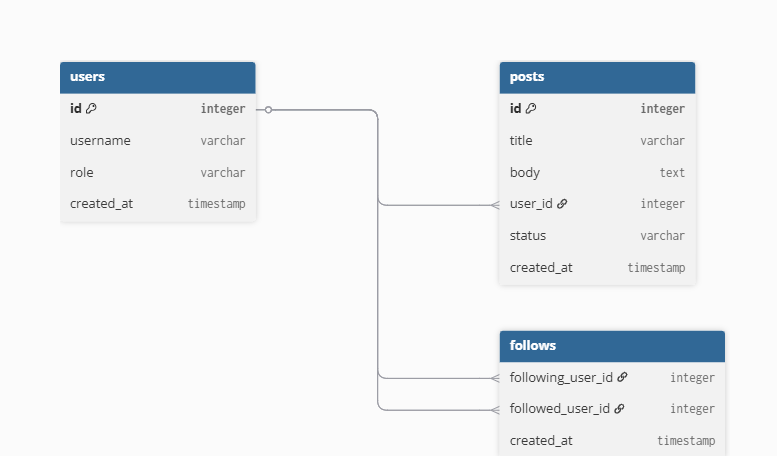 users
id integer
username varchar
role varchar
created_at timestamp
posts
id integer
title varchar
body text
user_id integer
status varchar
created_at timestamp
follows
following_user_id integer
followed_user_id integer
created_at timestamp